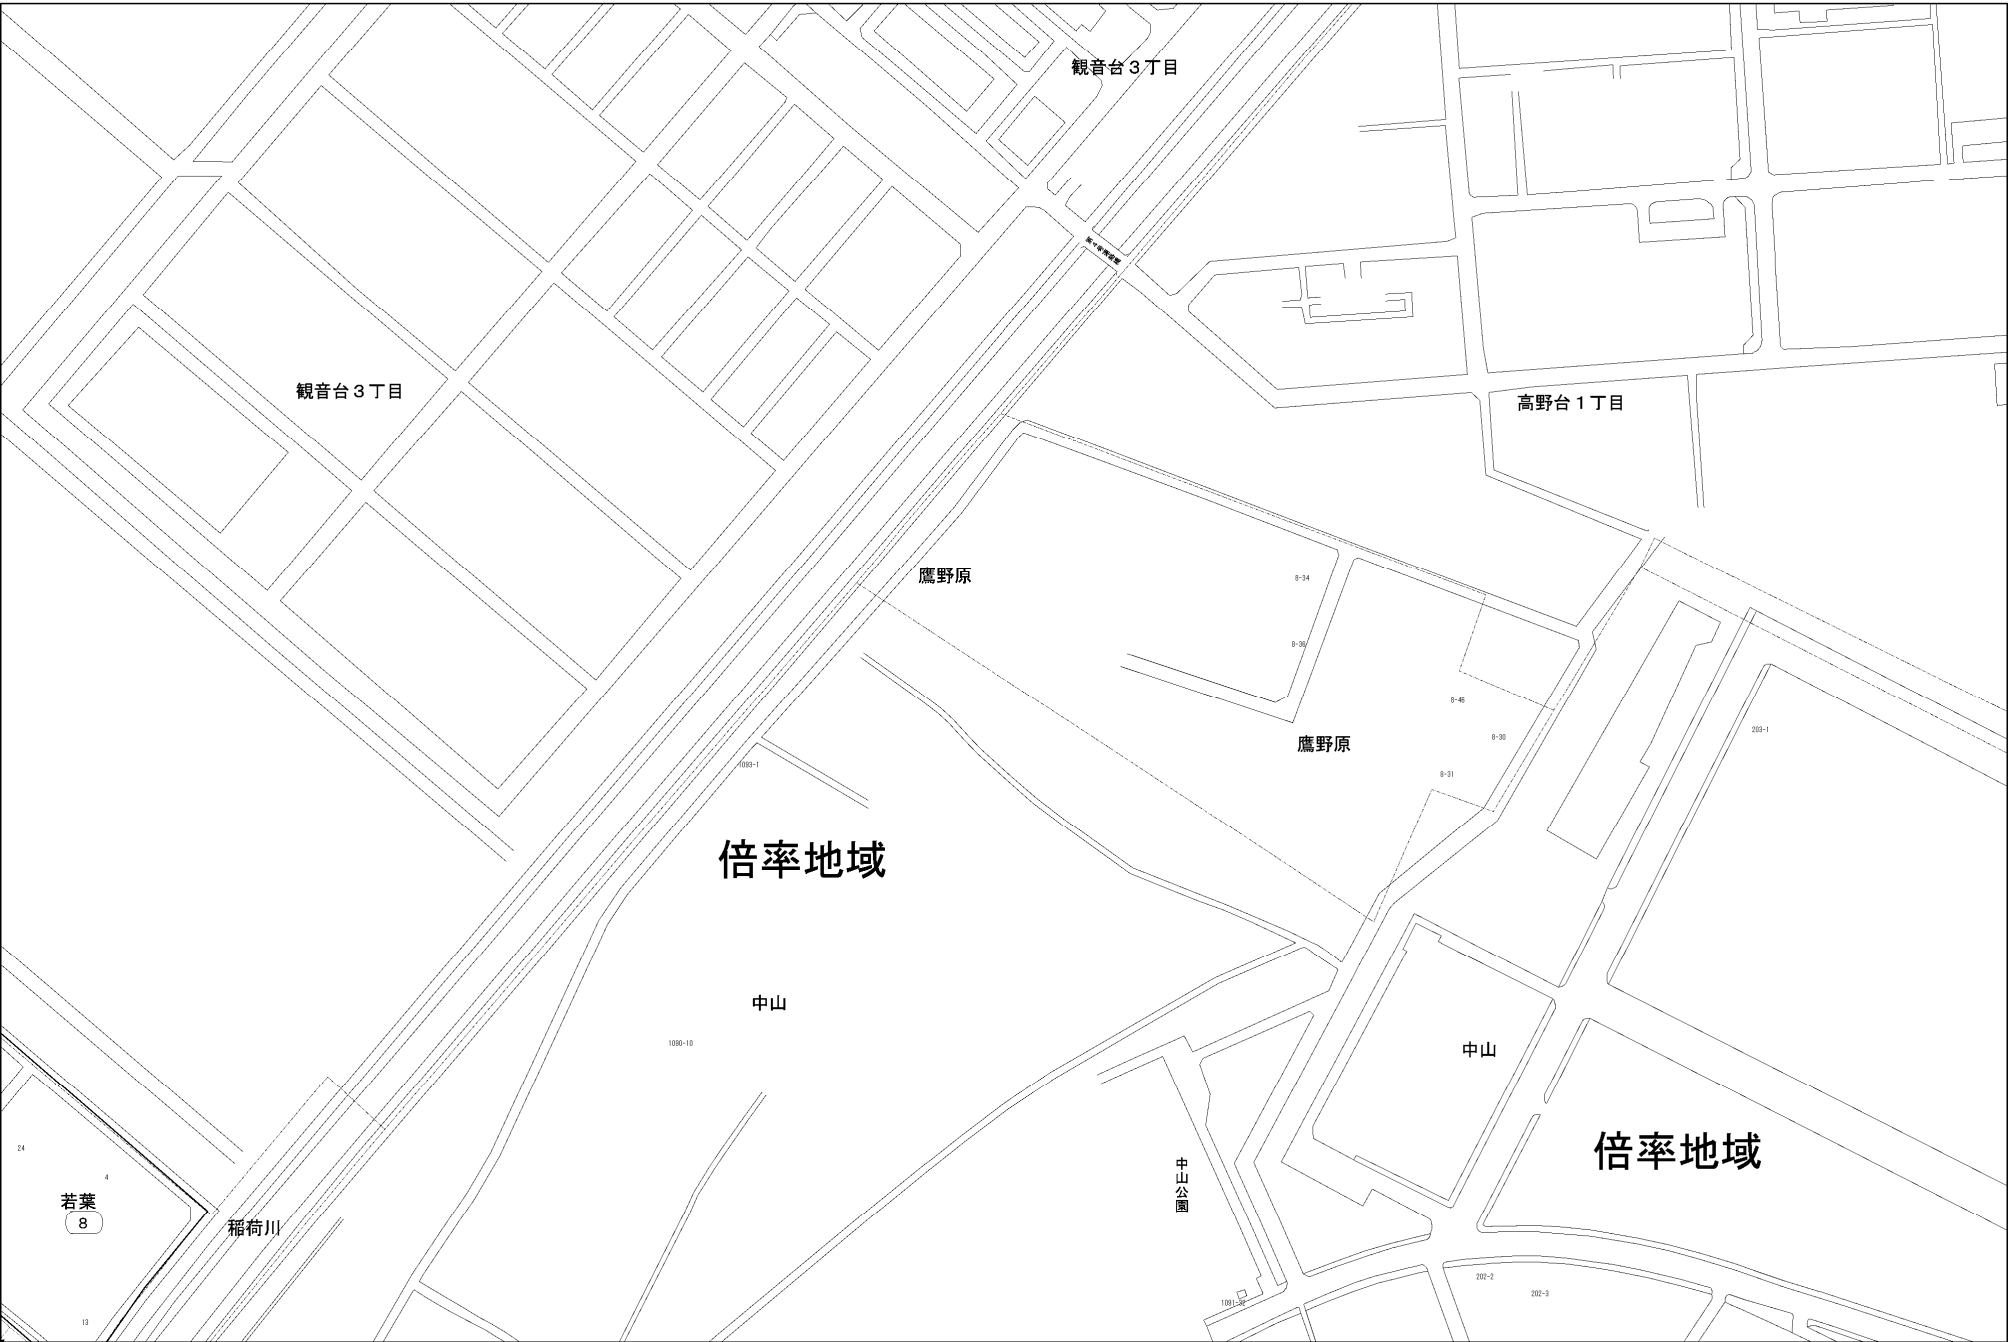 観音台３丁目
観音台３丁目
高野台１丁目
鷹野原
8-34
8-36
8-46
203-1
8-30
鷹野原
1093-1
8-31
倍率地域
中山
1090-10
中山
24
倍率地域
4
中山公園
若葉
8
稲荷川
202-2
202-3
1091-32
13